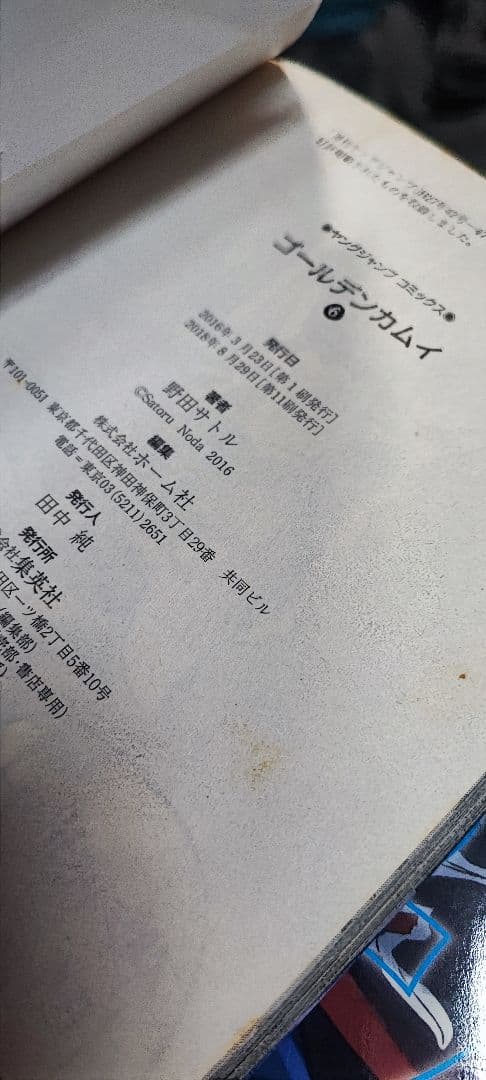 ●ヤングジャンプ コミックス●
ゴールデンカムイ
❻
発行日
2016年3月23日[第1刷発行]
2018年8月29日[第11刷発行]
著者
野田サトル
©Satoru Noda 2016
編集
株式会社ホーム社
〒101-0051 東京都千代田区神田神保町3丁目29番 共同ビル
電話=東京03(5211)2651
発行人
田中 純
発行所
集英社
田区一ツ橋2丁目5番10号
(編集部)
売部・書店専用)